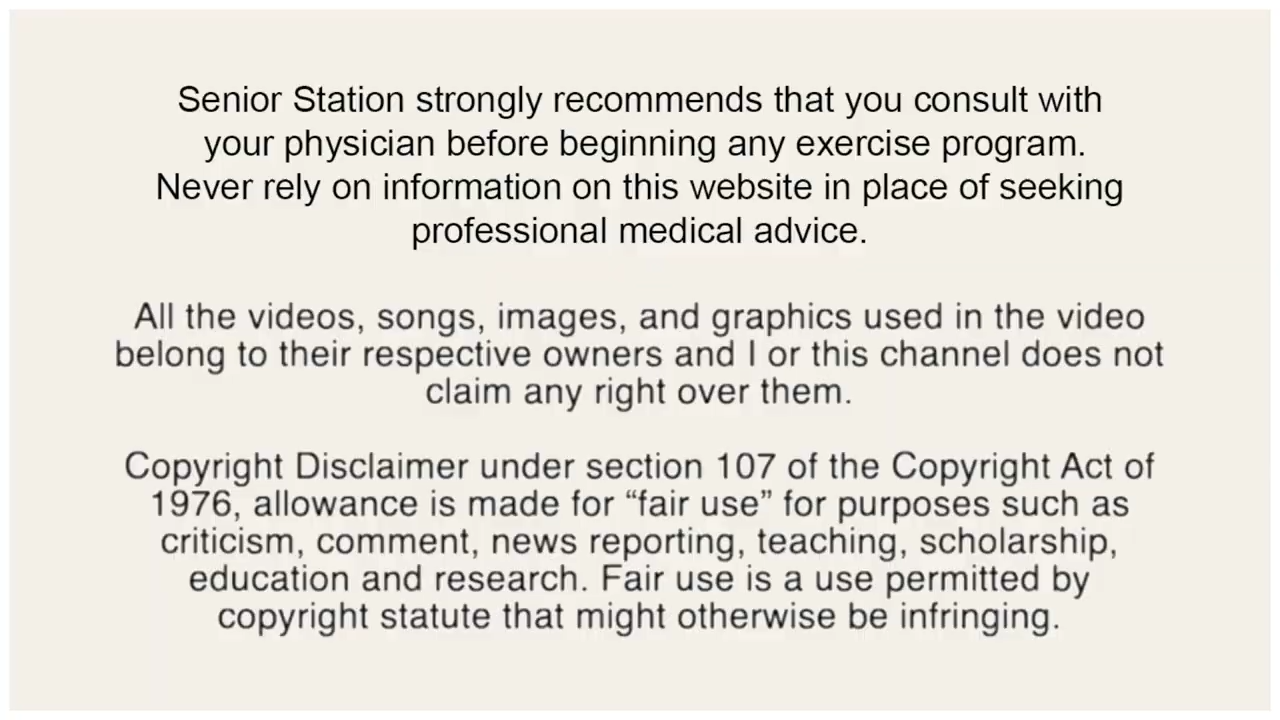 Senior Station strongly recommends that you consult with
your physician before beginning any exercise program.
Never rely on information on this website in place of seeking
professional medical advice.
All the videos, songs, images, and graphics used in the video
belong to their respective owners and I or this channel does not
claim any right over them.
Copyright Disclaimer under section 107 of the Copyright Act of
1976, allowance is made for “fair use” for purposes such as
criticism, comment, news reporting, teaching, scholarship,
education and research. Fair use is a use permitted by
copyright statute that might otherwise be infringing.